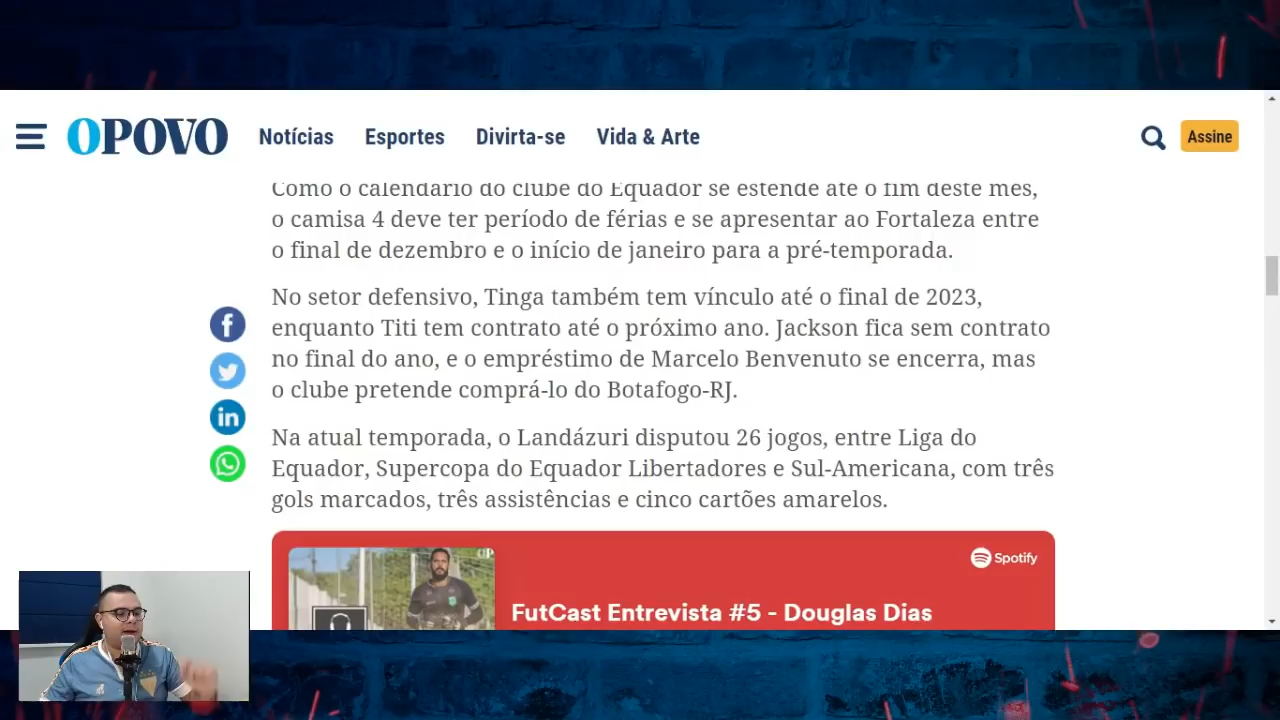 OPOVO Notícias Esportes Divirta-se Vida & Arte Assine
Como o calendário do clube do Equador se estende até o fim deste mês,
o camisa 4 deve ter período de férias e se apresentar ao Fortaleza entre
o final de dezembro e o início de janeiro para a pré-temporada.
No setor defensivo, Tinga também tem vínculo até o final de 2023,
enquanto Titi tem contrato até o próximo ano. Jackson fica sem contrato
no final do ano, e o empréstimo de Marcelo Benvenuto se encerra, mas
o clube pretende comprá-lo do Botafogo-RJ.
Na atual temporada, o Landázuri disputou 26 jogos, entre Liga do
Equador, Supercopa do Equador Libertadores e Sul-Americana, com três
gols marcados, três assistências e cinco cartões amarelos.
Spotify
FutCast Entrevista #5 - Douglas Dias